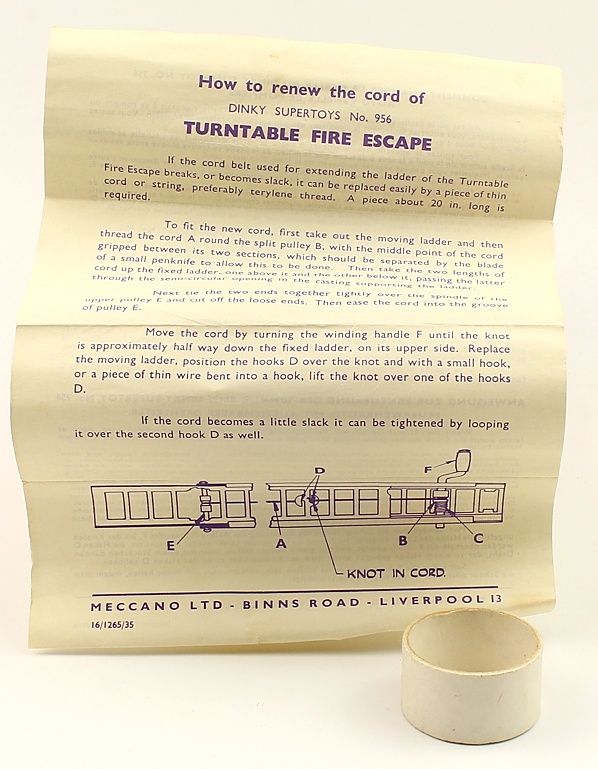 How to renew the cord of
DINKY SUPERTOYS No. 956
TURNTABLE FIRE ESCAPE
If the cord belt used for extending the ladder of the Turntable
Fire Escape breaks, or becomes slack, it can be replaced easily by a piece of thin
cord or string, preferably terylene thread. A piece about 20 in. long is
required.
To fit the new cord, first take out the moving ladder and then
thread the cord A round the split pulley B, with the middle point of the cord
gripped between its two sections, which should be separated by the blade
of a small penknife to allow this to be done. Then take the two lengths of
cord up the fixed ladder, one above it and the other below it, passing the latter
through the semi-circular opening in the casting supporting the ladder.
Next tie the two ends together tightly over the spindle of the
upper pulley E and cut off the loose ends. Then ease the cord into the groove
of pulley E.
Move the cord by turning the winding handle F until the knot
is approximately half way down the fixed ladder, on its upper side. Replace
the moving ladder, position the hooks D over the knot and with a small hook,
or a piece of thin wire bent into a hook, lift the knot over one of the hooks
D.
If the cord becomes a little slack it can be tightened by looping
it over the second hook D as well.
D
F
E
A
B
C
KNOT IN CORD.
MECCANO LTD - BINNS ROAD - LIVERPOOL 13
16/1265/35